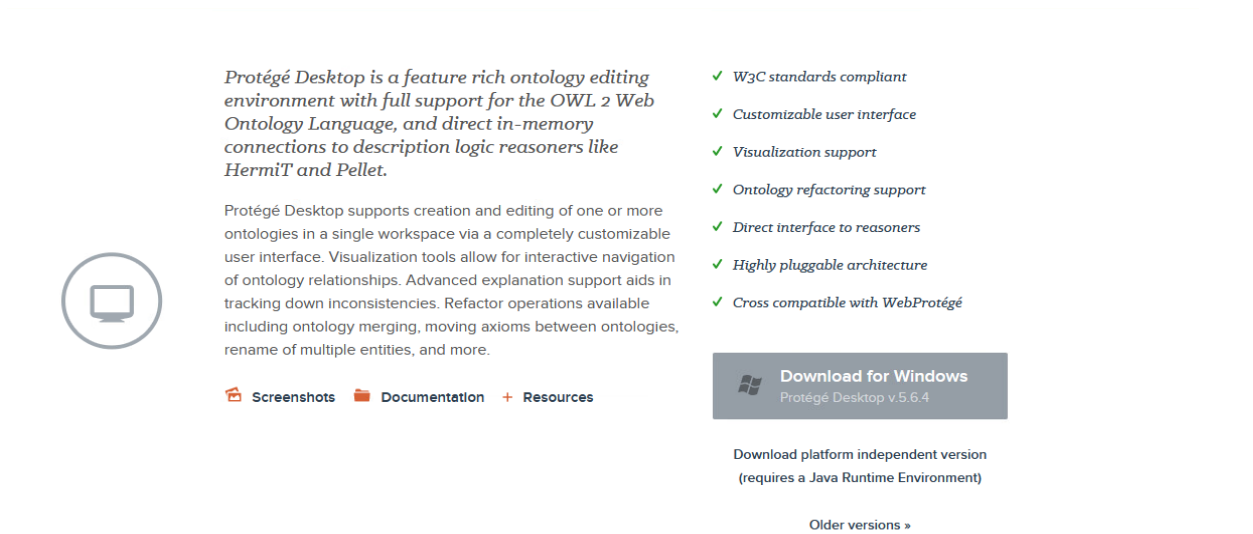 Protégé Desktop is a feature rich ontology editing
environment with full support for the OWL 2 Web
Ontology Language, and direct in-memory
connections to description logic reasoners like
HermiT and Pellet.
Protégé Desktop supports creation and editing of one or more
ontologies in a single workspace via a completely customizable
user interface. Visualization tools allow for interactive navigation
of ontology relationships. Advanced explanation support aids in
tracking down inconsistencies. Refactor operations available
including ontology merging, moving axioms between ontologies,
rename of multiple entities, and more.
Screenshots Documentation + Resources
W3C standards compliant
Customizable user interface
Visualization support
Ontology refactoring support
Direct interface to reasoners
Highly pluggable architecture
Cross compatible with WebProtégé
Download for Windows
Protégé Desktop v.5.6.4
Download platform independent version
(requires a Java Runtime Environment)
Older versions »